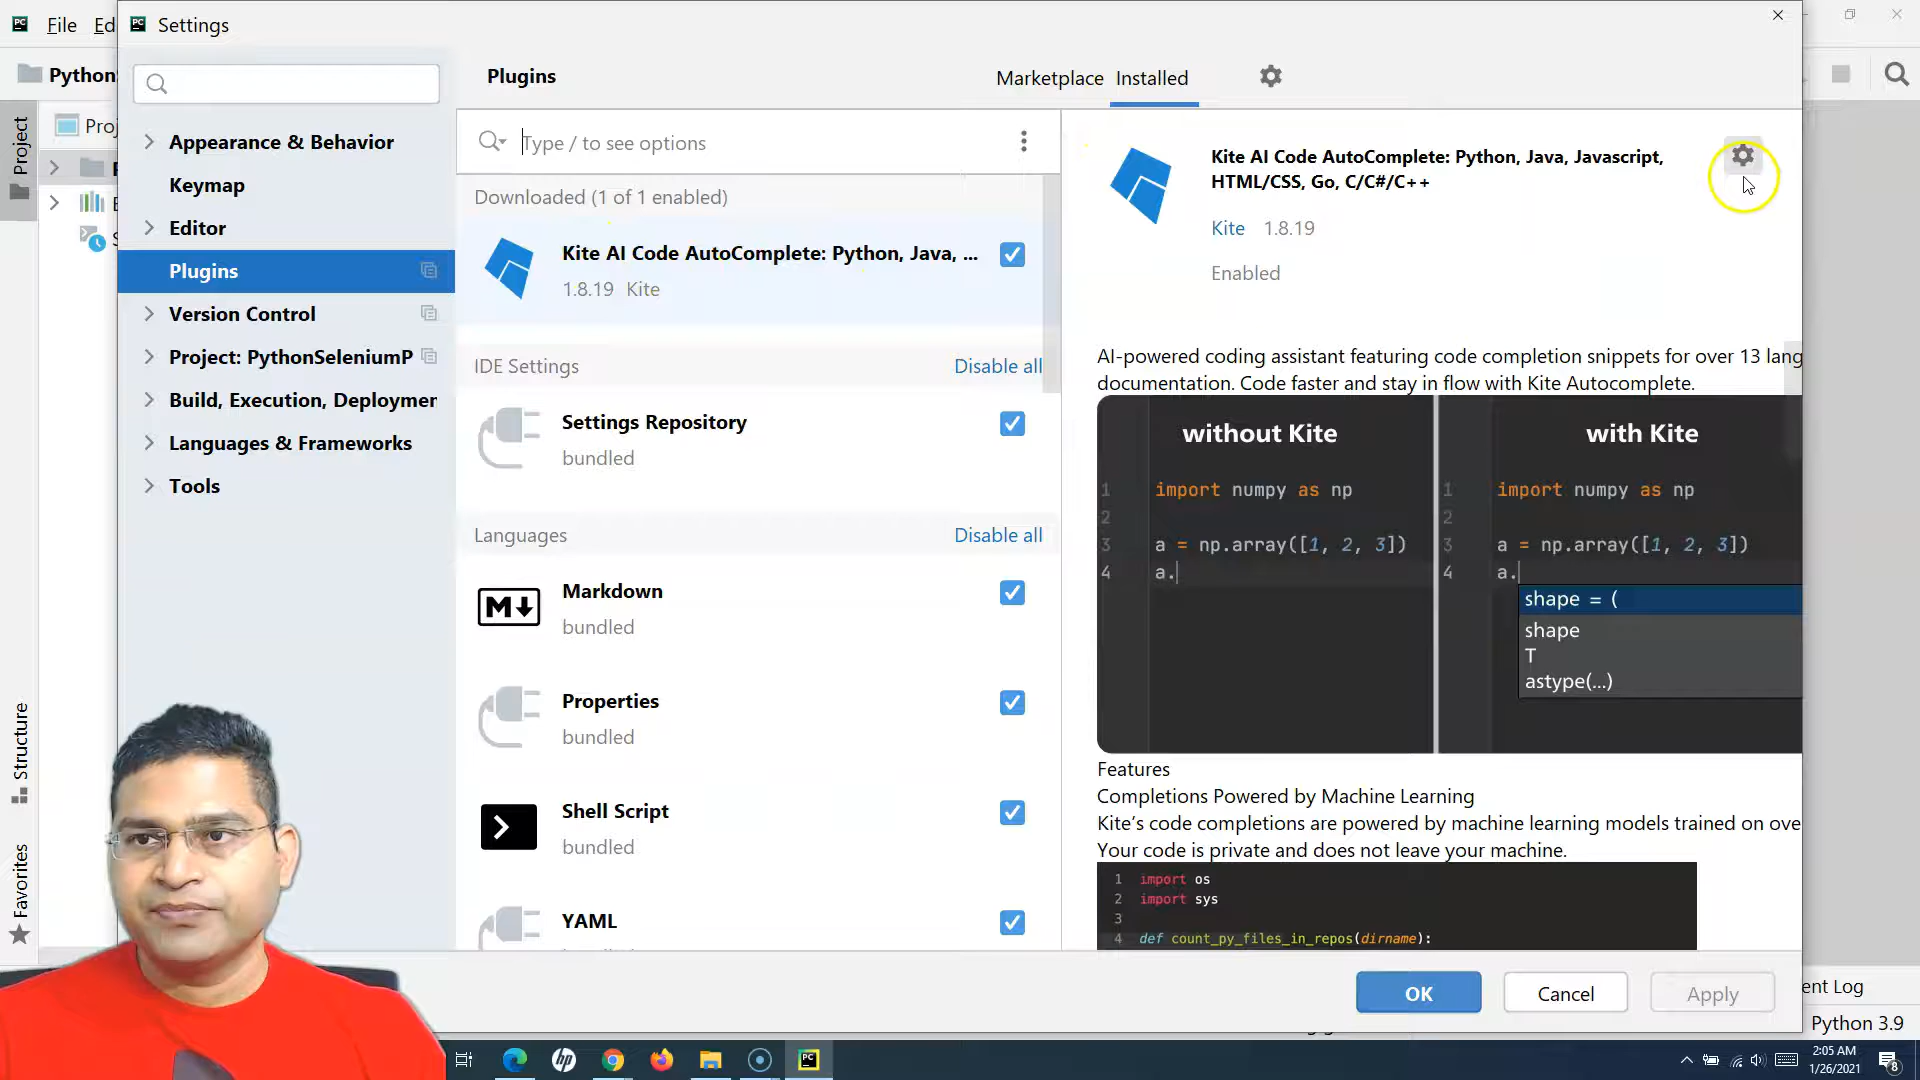 File Ed
Settings
Python
Project
Proj
Structure
Favorites
Appearance & Behavior
Keymap
Editor
Plugins
Version Control
Project: PythonSeleniumP
Build, Execution, Deploymen
Languages & Frameworks
Tools
Plugins
Marketplace Installed
Type / to see options
Downloaded (1 of 1 enabled)
Kite AI Code AutoComplete: Python, Java, ...
1.8.19 Kite
IDE Settings Disable all
Settings Repository
bundled
Languages Disable all
Markdown
bundled
Properties
bundled
Shell Script
bundled
YAML
Kite AI Code AutoComplete: Python, Java, Javascript,
HTML/CSS, Go, C/C#/C++
Kite 1.8.19
Enabled
AI-powered coding assistant featuring code completion snippets for over 13 lang
documentation. Code faster and stay in flow with Kite Autocomplete.
without Kite
1 import numpy as np
2
3 a = np.array([1, 2, 3])
4 a.
with Kite
1 import numpy as np
2
3 a = np.array([1, 2, 3])
4 a.
shape = (
shape
T
astype(...)
Features
Completions Powered by Machine Learning
Kite's code completions are powered by machine learning models trained on ove
Your code is private and does not leave your machine.
1 import os
2 import sys
3
4 def count_py_files_in_repos(dirname):
OK Cancel Apply
ent Log
Python 3.9
2:05 AM
1/26/2021
8